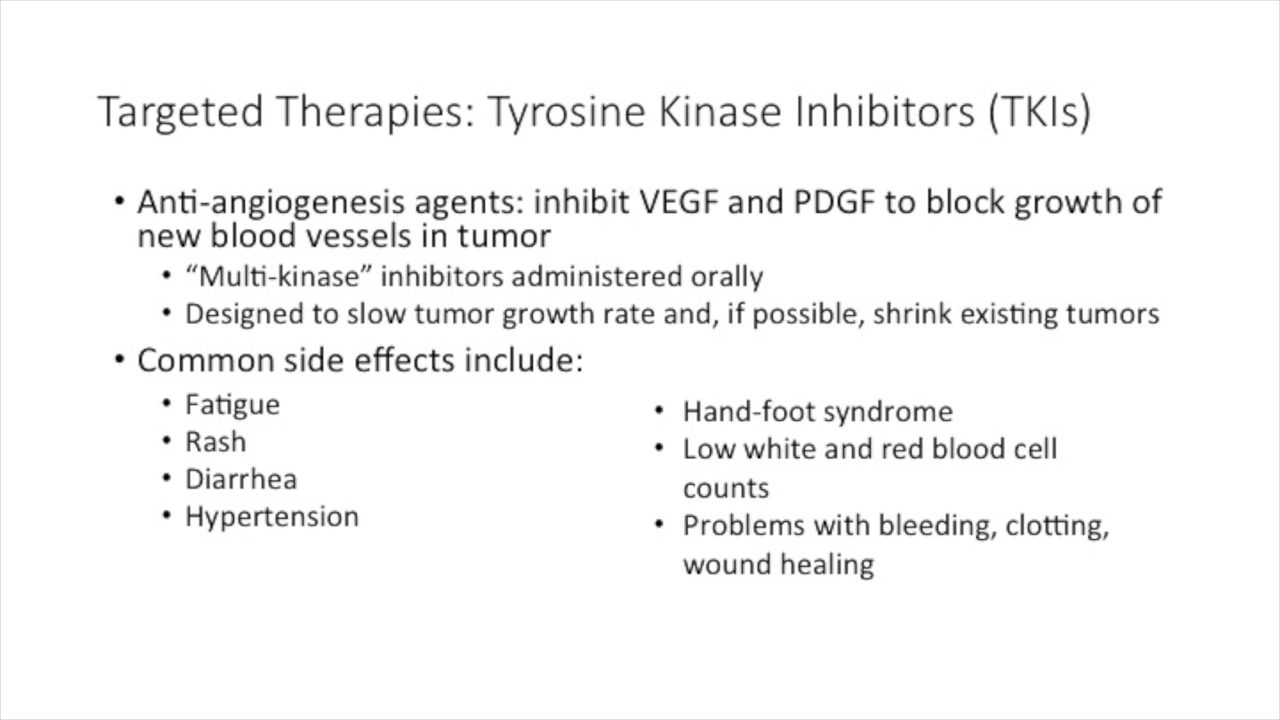 Targeted Therapies: Tyrosine Kinase Inhibitors (TKIs)
• Anti-angiogenesis agents: inhibit VEGF and PDGF to block growth of
new blood vessels in tumor
• “Multi-kinase” inhibitors administered orally
• Designed to slow tumor growth rate and, if possible, shrink existing tumors
• Common side effects include:
• Fatigue
• Rash
• Diarrhea
• Hypertension
• Hand-foot syndrome
• Low white and red blood cell
counts
• Problems with bleeding, clotting,
wound healing